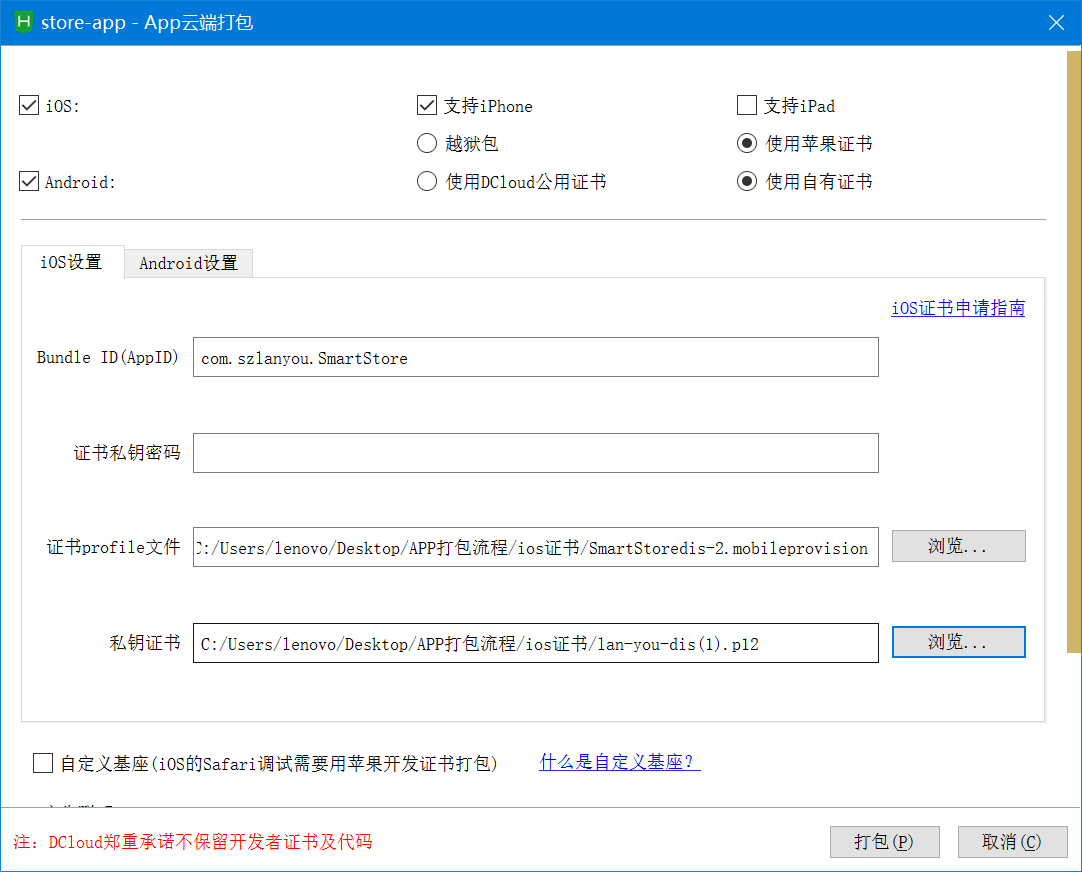 store-app - App云端打包
iOS:
支持iPhone
支持iPad
越狱包
使用苹果证书
Android:
使用DCloud公用证书
使用自有证书
iOS设置
Android设置
iOS证书申请指南
Bundle ID(AppID)
com.szlanyou.SmartStore
证书私钥密码
证书profile文件
C:/Users/lenovo/Desktop/APP打包流程/ios证书/SmartStoredis-2.mobileprovision
浏览...
私钥证书
C:/Users/lenovo/Desktop/APP打包流程/ios证书/lan-you-dis(1).p12
浏览...
自定义基座(iOS的Safari调试需要用苹果开发证书打包)
什么是自定义基座?
注: DCloud郑重承诺不保留开发者证书及代码
打包(P)
取消(C)